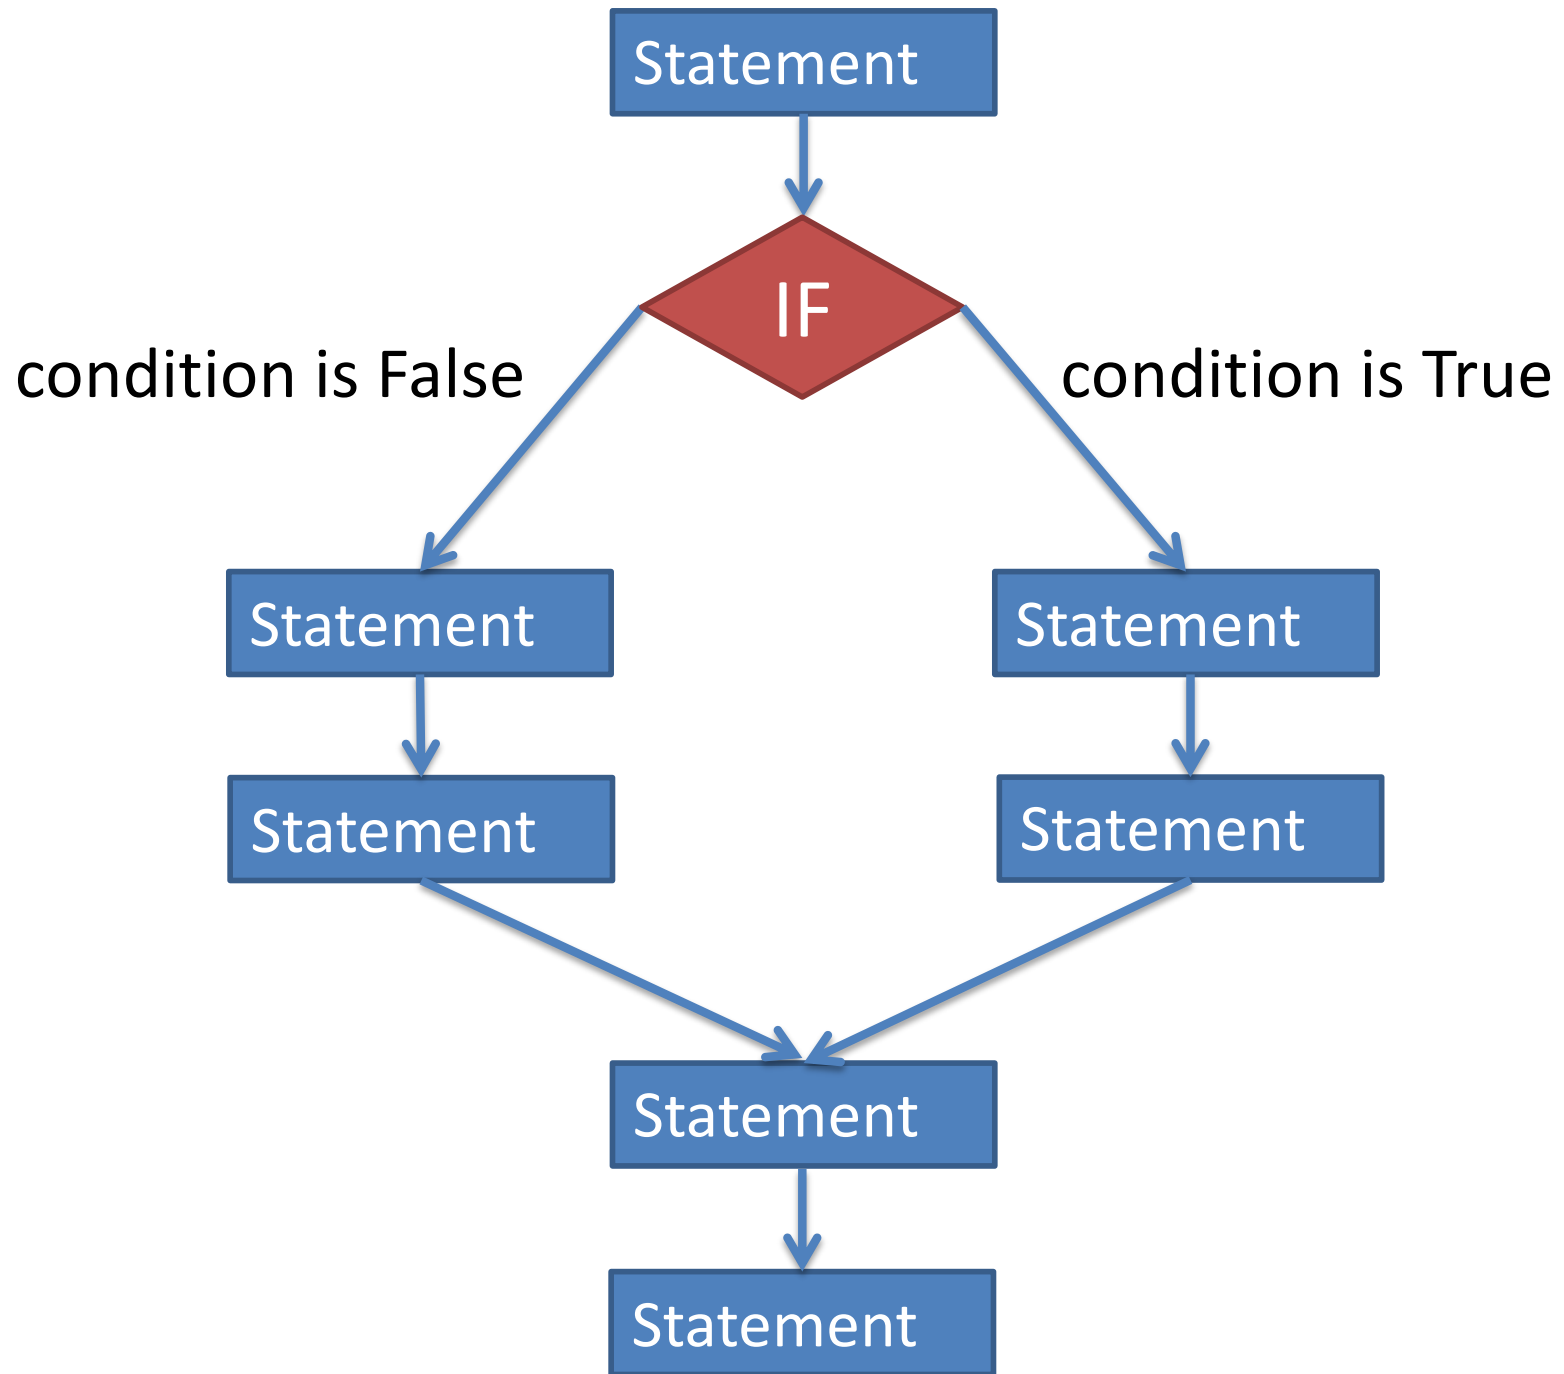 Statement
IF
condition is False
condition is True
Statement
Statement
Statement
Statement
Statement
Statement